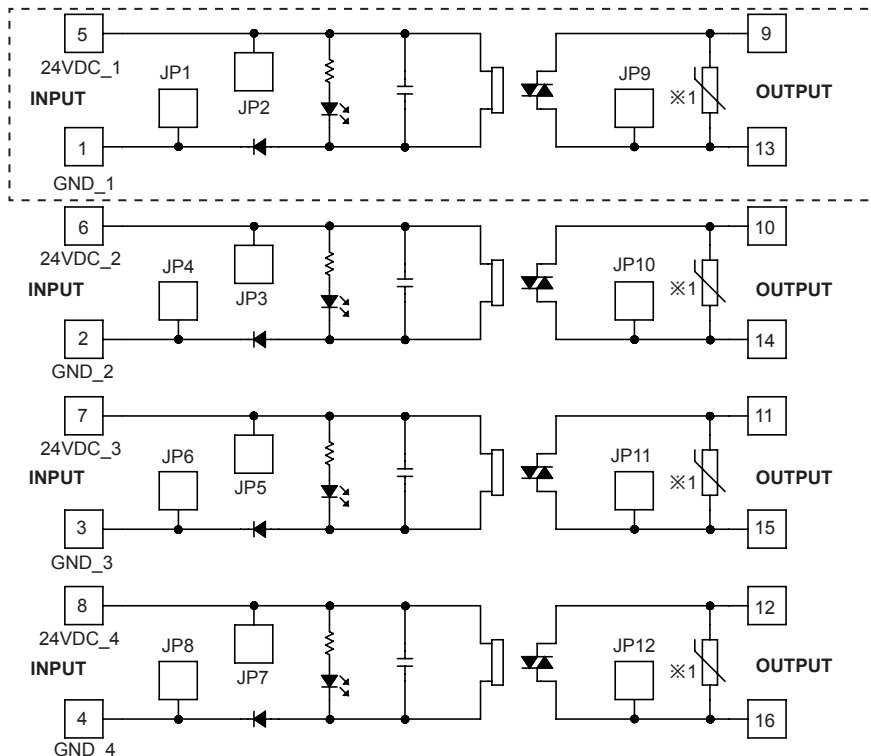 5
9
24VDC_1
JP1
JP9
INPUT
JP2
※1
OUTPUT
1
13
GND_1
6
10
24VDC_2
JP4
JP10
INPUT
JP3
※1
OUTPUT
2
14
GND_2
7
11
24VDC_3
JP6
JP11
INPUT
JP5
※1
OUTPUT
3
15
GND_3
8
12
24VDC_4
JP8
JP12
INPUT
JP7
※1
OUTPUT
4
16
GND_4